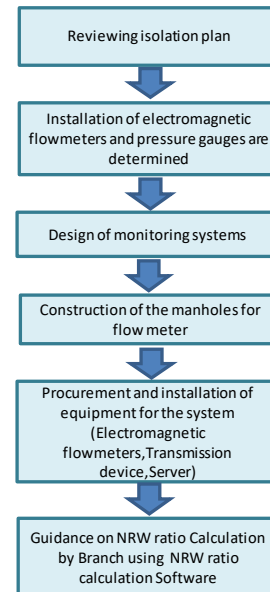 Reviewing isolation plan
Installation of electromagnetic
flowmeters and pressure gauges are
determined
Design of monitoring systems
Construction of the manholes for
flow meter
Procurement and installation of
equipment for the system
(Electromagnetic
flowmeters,Transmission
device,Server)
Guidance on NRW ratio Calculation
by Branch using NRW ratio
calculation Software